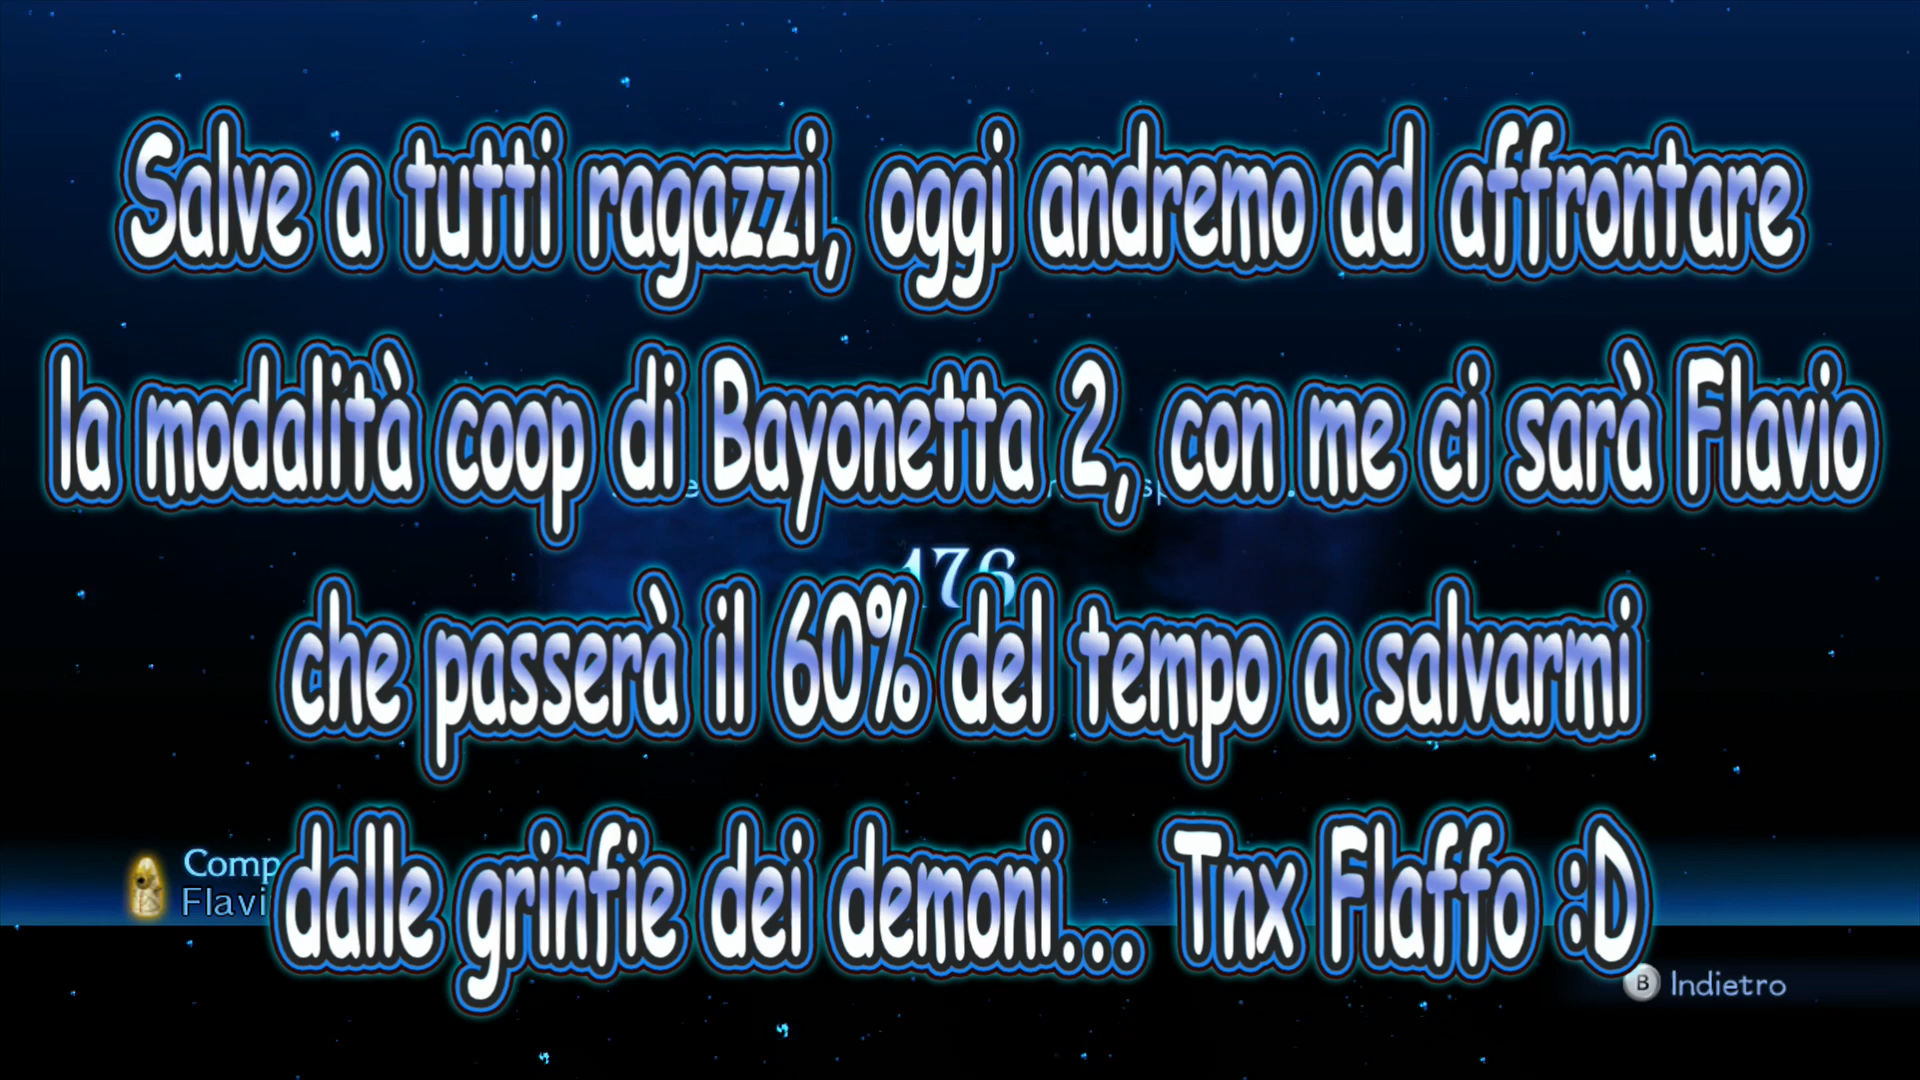 Salve a tutti ragazzi, oggi andremo ad affrontare
la modalità coop di Bayonetta 2, con me ci sarà Flavio
176
che passerà il 60% del tempo a salvarmi
dalle grinfie dei demoni... Tnx Flaffo :D
B Indietro